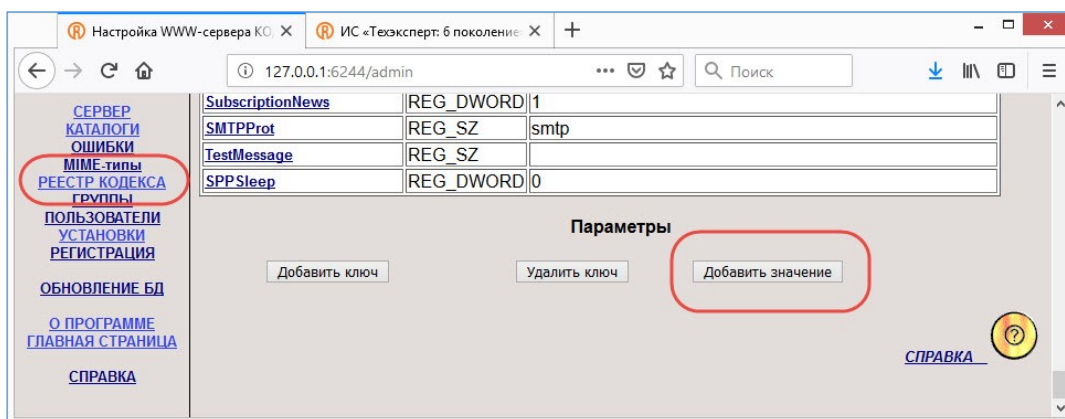 Настройка WWW-сервера КО
ИС «Техэксперт: 6 поколение
127.0.0.1:6244/admin
Поиск
СЕРВЕР
КАТАЛОГИ
ОШИБКИ
MIME-типы
РЕЕСТР КОДЕКСА
ГРУППЫ
ПОЛЬЗОВАТЕЛИ
УСТАНОВКИ
РЕГИСТРАЦИЯ
ОБНОВЛЕНИЕ БД
О ПРОГРАММЕ
ГЛАВНАЯ СТРАНИЦА
СПРАВКА
SubscriptionNews REG_DWORD 1
SMTPProt REG_SZ smtp
TestMessage REG_SZ
SPPSleep REG_DWORD 0
Параметры
Добавить ключ Удалить ключ Добавить значение
СПРАВКА
?